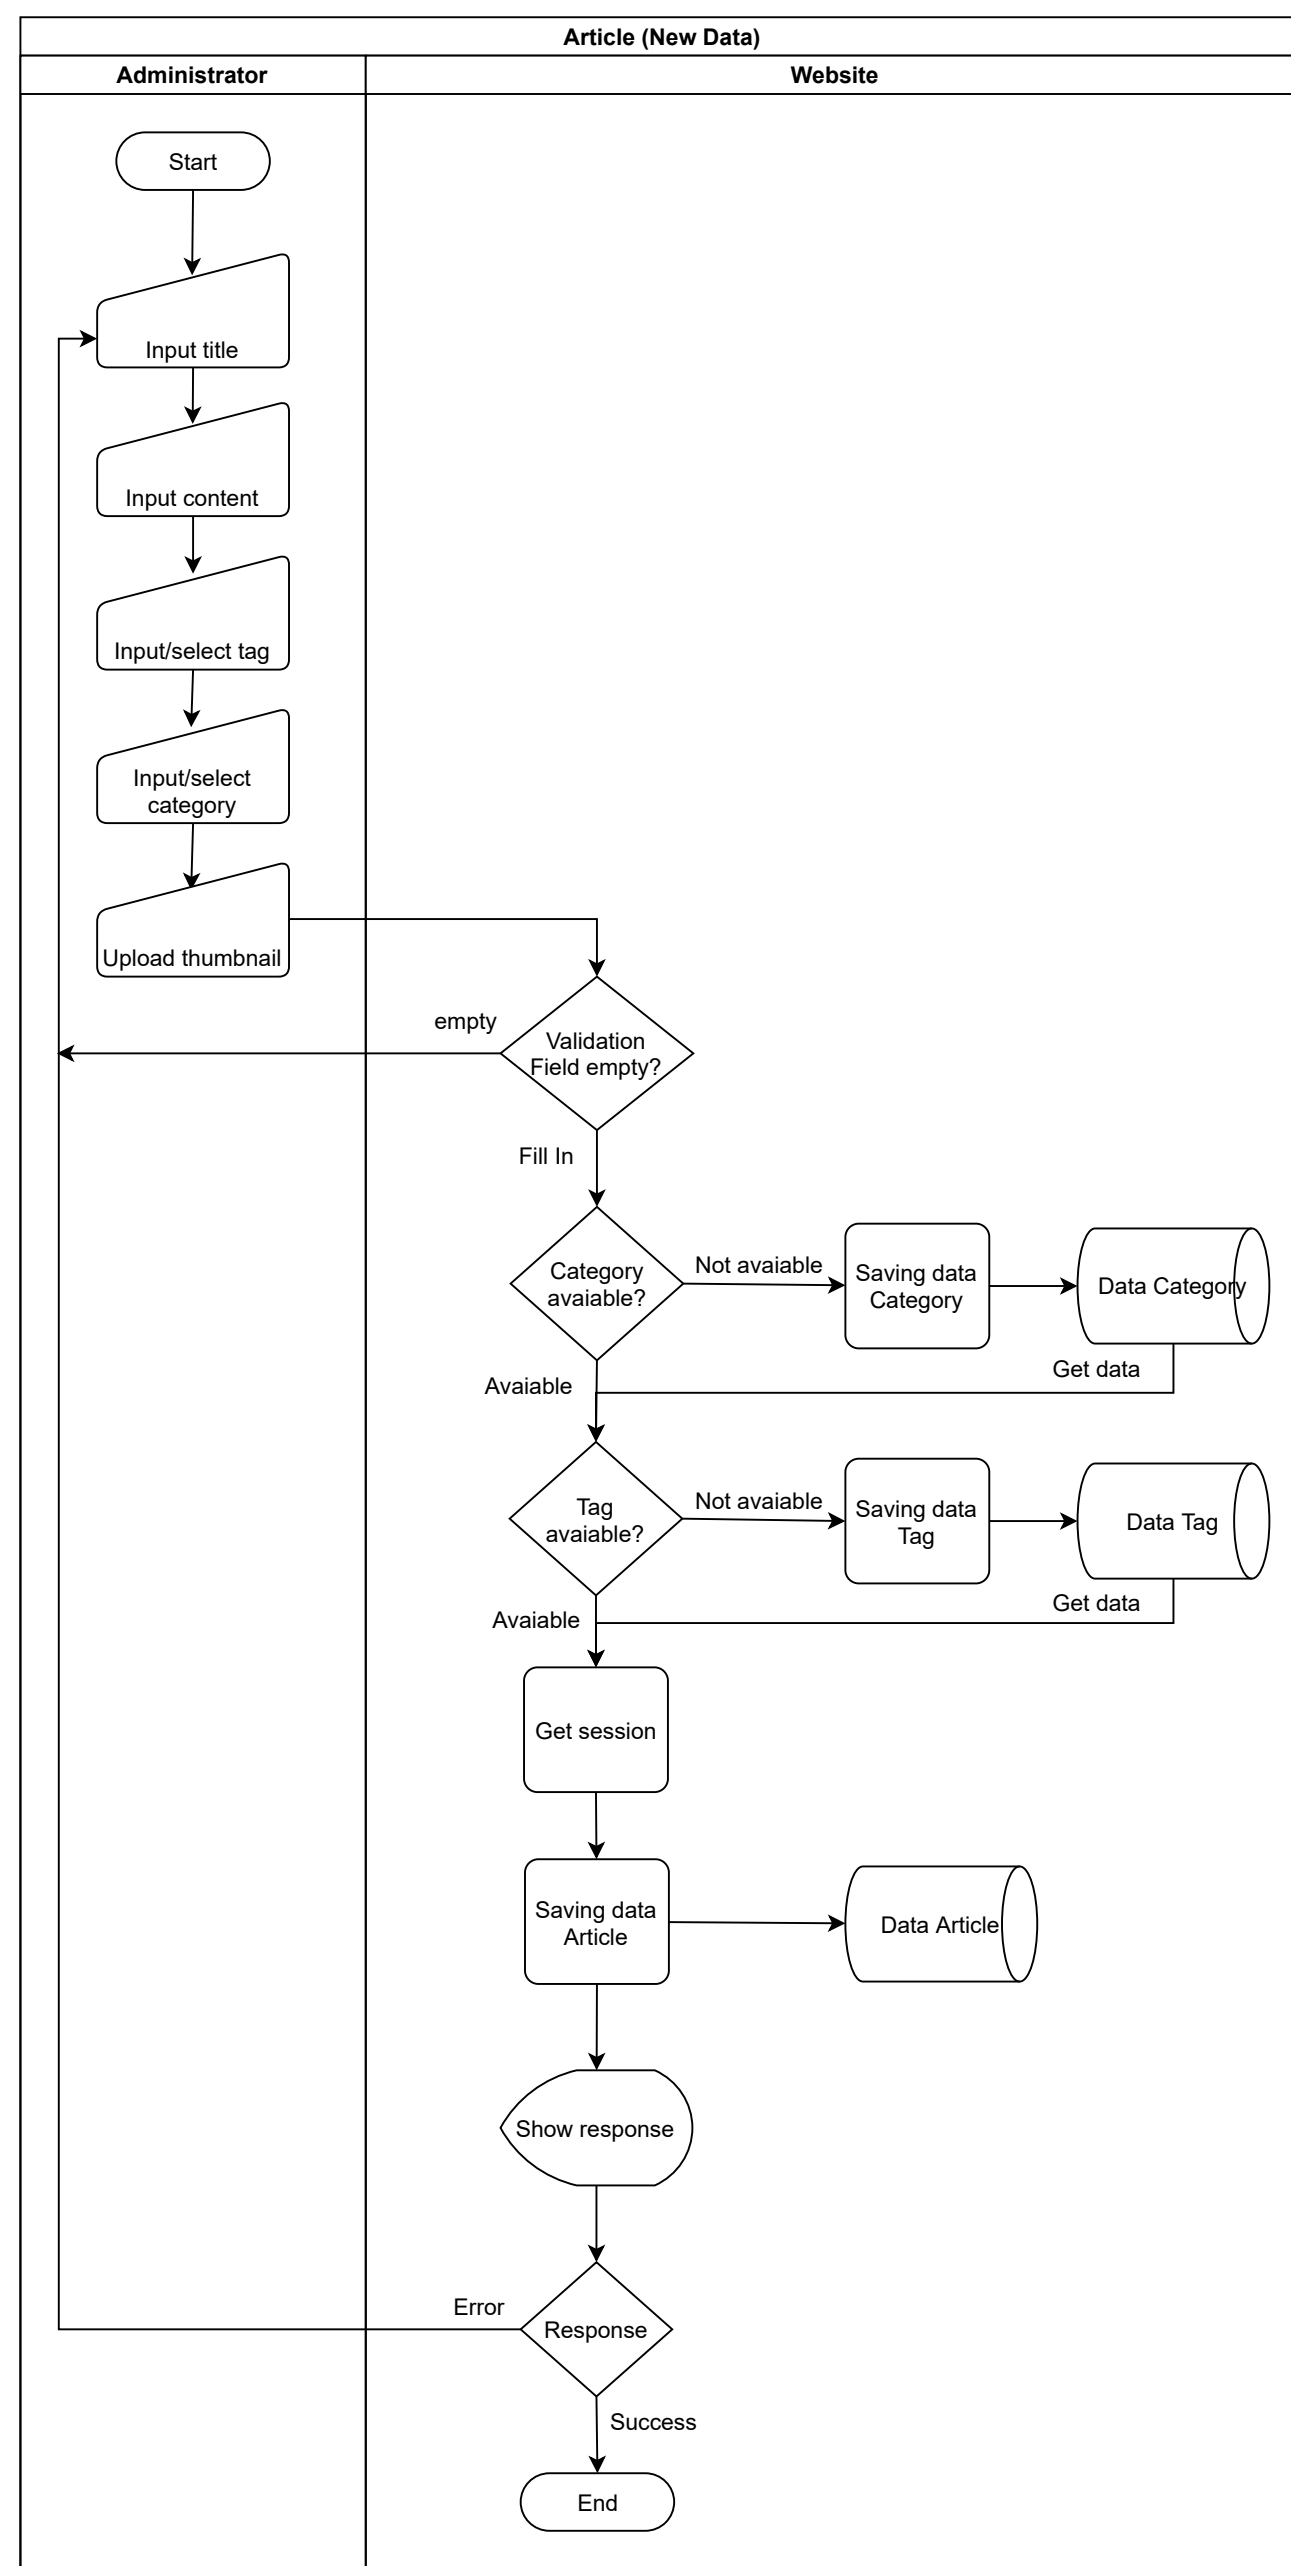 Article (New Data)
Administrator
Website
Start
Input title
Input content
Input/select tag
Input/select
category
Upload thumbnail
empty
Validation
Field empty?
Fill In
Category
avaiable?
Not avaiable
Saving data
Category
Data Category
Avaiable
Get data
Tag
avaiable?
Not avaiable
Saving data
Tag
Data Tag
Avaiable
Get data
Get session
Saving data
Article
Data Article
Show response
Error
Response
Success
End